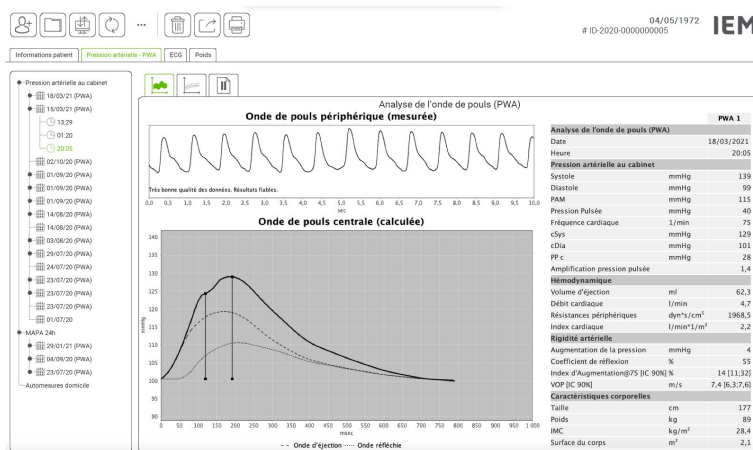 04/05/1972
# ID-2020-0000000005
IEM
Informations patient
Pression artérielle - PWA
ECG
Poids
Pression artérielle au cabinet
18/03/21 (PWA)
15/03/21 (PWA)
13:29
01:20
20:05
02/10/20 (PWA)
01/09/20 (PWA)
01/09/20 (PWA)
01/09/20 (PWA)
14/08/20 (PWA)
14/08/20 (PWA)
03/08/20 (PWA)
29/07/20 (PWA)
24/07/20 (PWA)
23/07/20 (PWA)
23/07/20 (PWA)
23/07/20 (PWA)
01/07/20
MAPA 24h
29/01/21 (PWA)
04/09/20 (PWA)
23/07/20 (PWA)
Automesures domicile
Analyse de l'onde de pouls (PWA)
Onde de pouls périphérique (mesurée)
Très bonne qualité des données. Résultats fiables.
0,0 0,5 1,0 1,5 2,0 2,5 3,0 3,5 4,0 4,5 5,0 5,5 6,0 6,5 7,0 7,5 8,0 8,5 9,0 9,5 10,0
sec
Onde de pouls centrale (calculée)
140
135
130
125
120
115
110
105
100
95
90
mmHg
0 50 100 150 200 250 300 350 400 450 500 550 600 650 700 750 800 850 900 950 1 000
msec
- - Onde d'éjection ····· Onde réfléchie
PWA 1
Analyse de l'onde de pouls (PWA)
Date 18/03/2021
Heure 20:05
Pression artérielle au cabinet
Systole mmHg 139
Diastole mmHg 99
PAM mmHg 115
Pression Pulsée mmHg 40
Fréquence cardiaque 1/min 75
cSys mmHg 129
cDia mmHg 101
PP c mmHg 28
Amplification pression pulsée 1,4
Hémodynamique
Volume d'éjection ml 62,3
Débit cardiaque l/min 4,7
Résistances périphériques dyn*s/cm⁵ 1968,5
Index cardiaque l/min*1/m² 2,2
Rigidité artérielle
Augmentation de la pression mmHg 4
Coefficient de réflexion % 55
Index d'Augmentation@75 [IC 90%] % 14 [11;32]
VOP [IC 90%] m/s 7,4 [6,3;7,6]
Caractéristiques corporelles
Taille cm 177
Poids kg 89
IMC kg/m² 28,4
Surface du corps m² 2,1